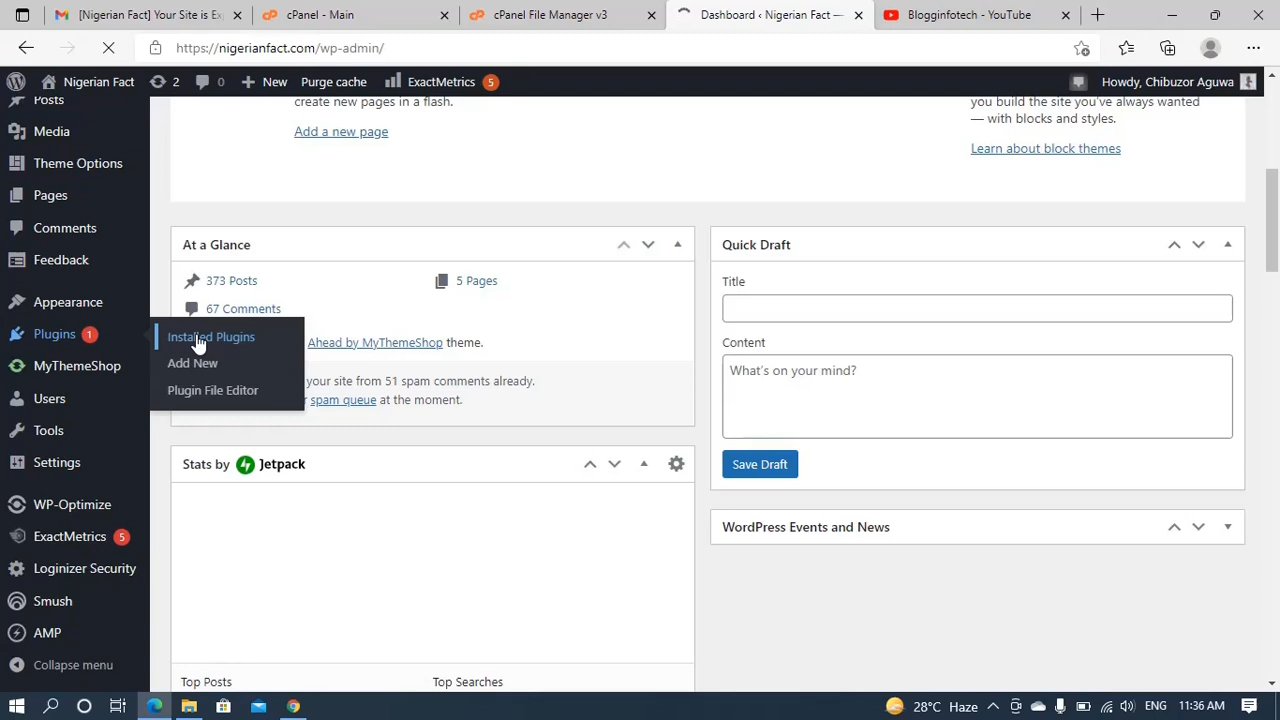 [Nigerian Fact] Your Site is Ex
cPanel - Main
cPanel File Manager v3
Dashboard ‹ Nigerian Fact —
Blogginfotech - YouTube
https://nigerianfact.com/wp-admin/
Nigerian Fact
2
0
New
Purge cache
ExactMetrics 5
Howdy, Chibuzor Aguwa
Posts
Media
Theme Options
Pages
Comments
Feedback
Appearance
Plugins 1
MyThemeShop
Users
Tools
Settings
WP-Optimize
ExactMetrics 5
Loginizer Security
Smush
AMP
Collapse menu
Installed Plugins
Add New
Plugin File Editor
create new pages in a flash.
Add a new page
you build the site you've always wanted
— with blocks and styles.
Learn about block themes
At a Glance
373 Posts
5 Pages
67 Comments
Ahead by MyThemeShop theme.
your site from 51 spam comments already.
spam queue at the moment.
Stats by Jetpack
Top Posts
Top Searches
Quick Draft
Title
Content
What's on your mind?
Save Draft
WordPress Events and News
28°C Haze
ENG
11:36 AM